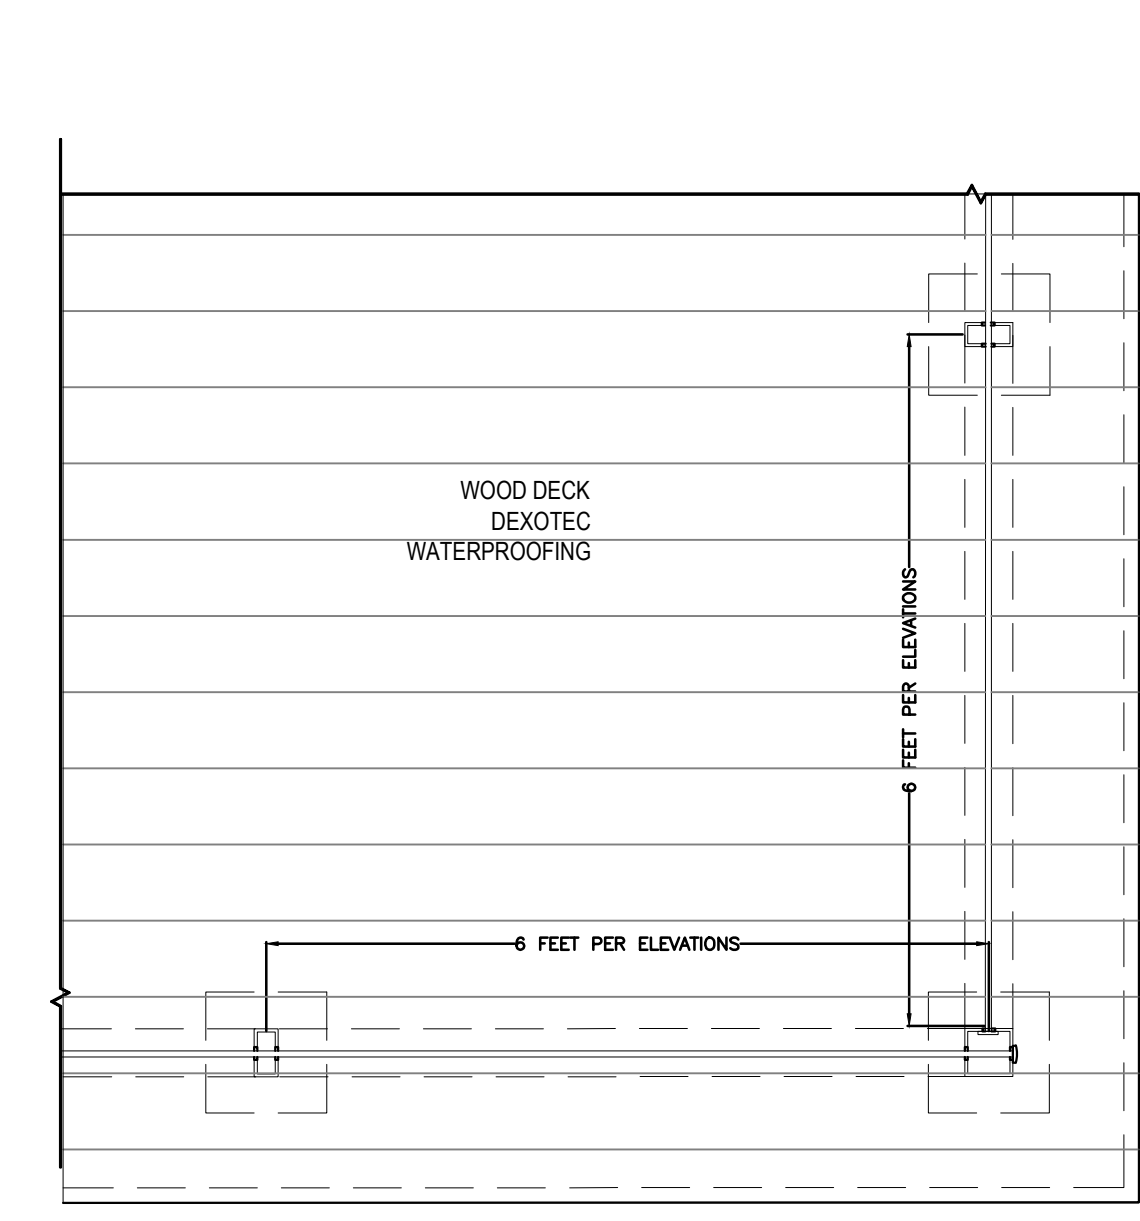 WOOD DECK
DEXOTEC
WATERPROOFING
6 FEET PER ELEVATIONS
6 FEET PER ELEVATIONS